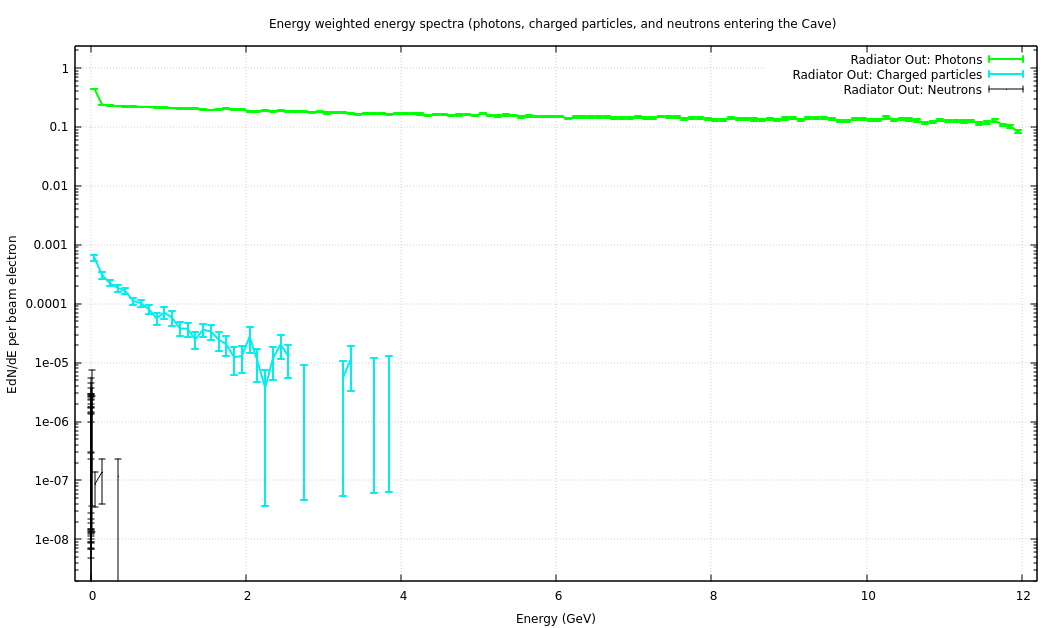 Energy weighted energy spectra (photons, charged particles, and neutrons entering the Cave)
Radiator Out: Photons
Radiator Out: Charged particles
Radiator Out: Neutrons
EdN/dE per beam electron
1
0.1
0.01
0.001
0.0001
1e-05
1e-06
1e-07
1e-08
0 2 4 6 8 10 12
Energy (GeV)